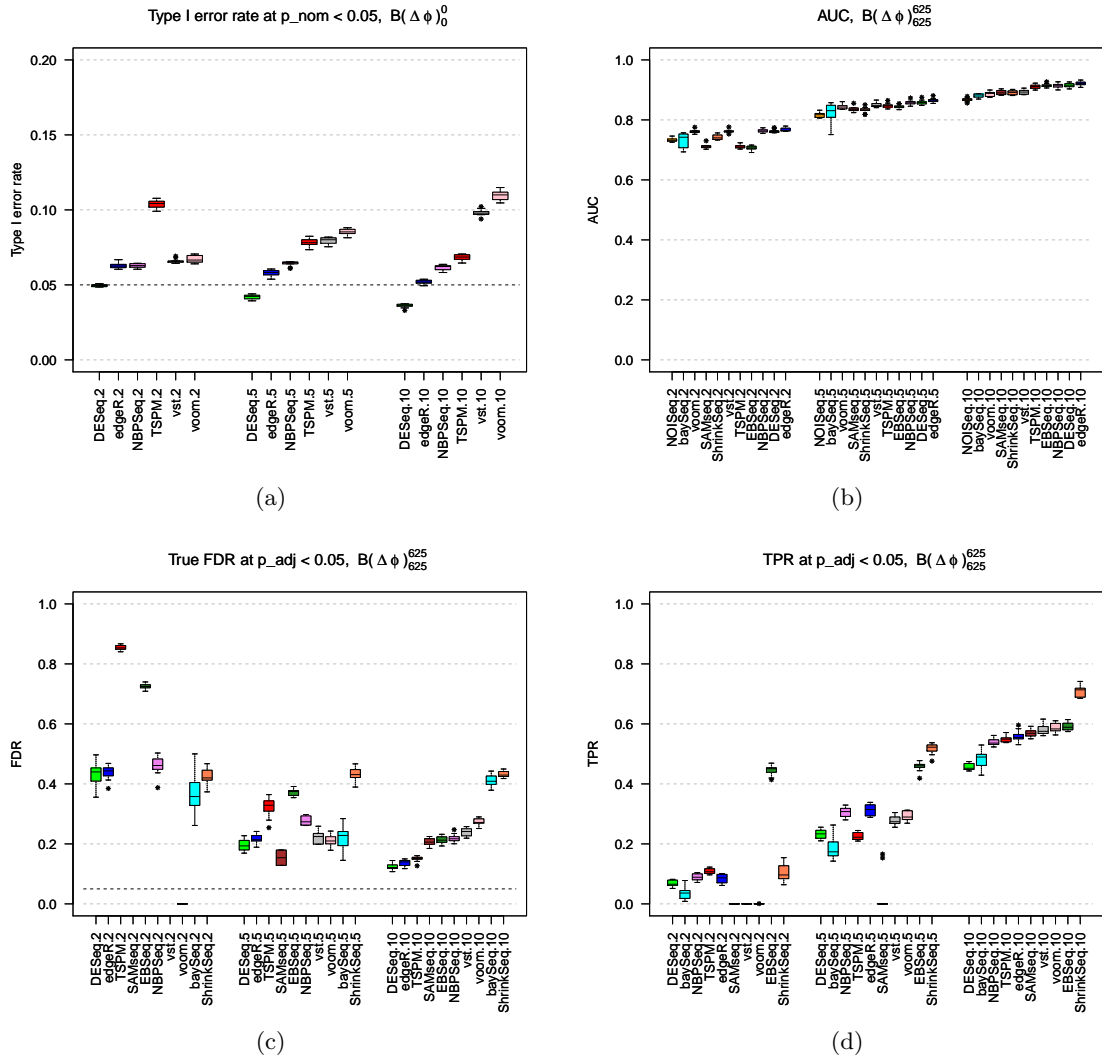 Type I error rate at p_nom < 0.05, B(Δϕ)⁰₀
Type I error rate
0.20
0.15
0.10
0.05
0.00
DESeq.2
edgeR.2
NBPSeq.2
TSPM.2
vst.2
voom.2
DESeq.5
edgeR.5
NBPSeq.5
TSPM.5
vst.5
voom.5
DESeq.10
edgeR.10
NBPSeq.10
TSPM.10
vst.10
voom.10
(a)
AUC, B(Δϕ)⁶²⁵₆₂₅
AUC
1.0
0.8
0.6
0.4
0.2
0.0
NOISeq.2
baySeq.2
voom.2
SAMseq.2
ShrinkSeq.2
vst.2
TSPM.2
EBSeq.2
NBPSeq.2
DESeq.2
edgeR.2
NOISeq.5
baySeq.5
voom.5
SAMseq.5
ShrinkSeq.5
vst.5
TSPM.5
EBSeq.5
NBPSeq.5
DESeq.5
edgeR.5
NOISeq.10
baySeq.10
voom.10
SAMseq.10
ShrinkSeq.10
vst.10
TSPM.10
EBSeq.10
NBPSeq.10
DESeq.10
edgeR.10
(b)
True FDR at p_adj < 0.05, B(Δϕ)⁶²⁵₆₂₅
FDR
1.0
0.8
0.6
0.4
0.2
0.0
DESeq.2
edgeR.2
TSPM.2
SAMseq.2
EBSeq.2
NBPSeq.2
vst.2
voom.2
baySeq.2
ShrinkSeq.2
DESeq.5
edgeR.5
TSPM.5
SAMseq.5
EBSeq.5
NBPSeq.5
vst.5
voom.5
baySeq.5
ShrinkSeq.5
DESeq.10
edgeR.10
TSPM.10
SAMseq.10
EBSeq.10
NBPSeq.10
vst.10
voom.10
baySeq.10
ShrinkSeq.10
(c)
TPR at p_adj < 0.05, B(Δϕ)⁶²⁵₆₂₅
TPR
1.0
0.8
0.6
0.4
0.2
0.0
DESeq.2
baySeq.2
NBPSeq.2
TSPM.2
edgeR.2
SAMseq.2
vst.2
voom.2
EBSeq.2
ShrinkSeq.2
DESeq.5
baySeq.5
NBPSeq.5
TSPM.5
edgeR.5
SAMseq.5
vst.5
voom.5
EBSeq.5
ShrinkSeq.5
DESeq.10
baySeq.10
NBPSeq.10
TSPM.10
edgeR.10
SAMseq.10
vst.10
voom.10
EBSeq.10
ShrinkSeq.10
(d)